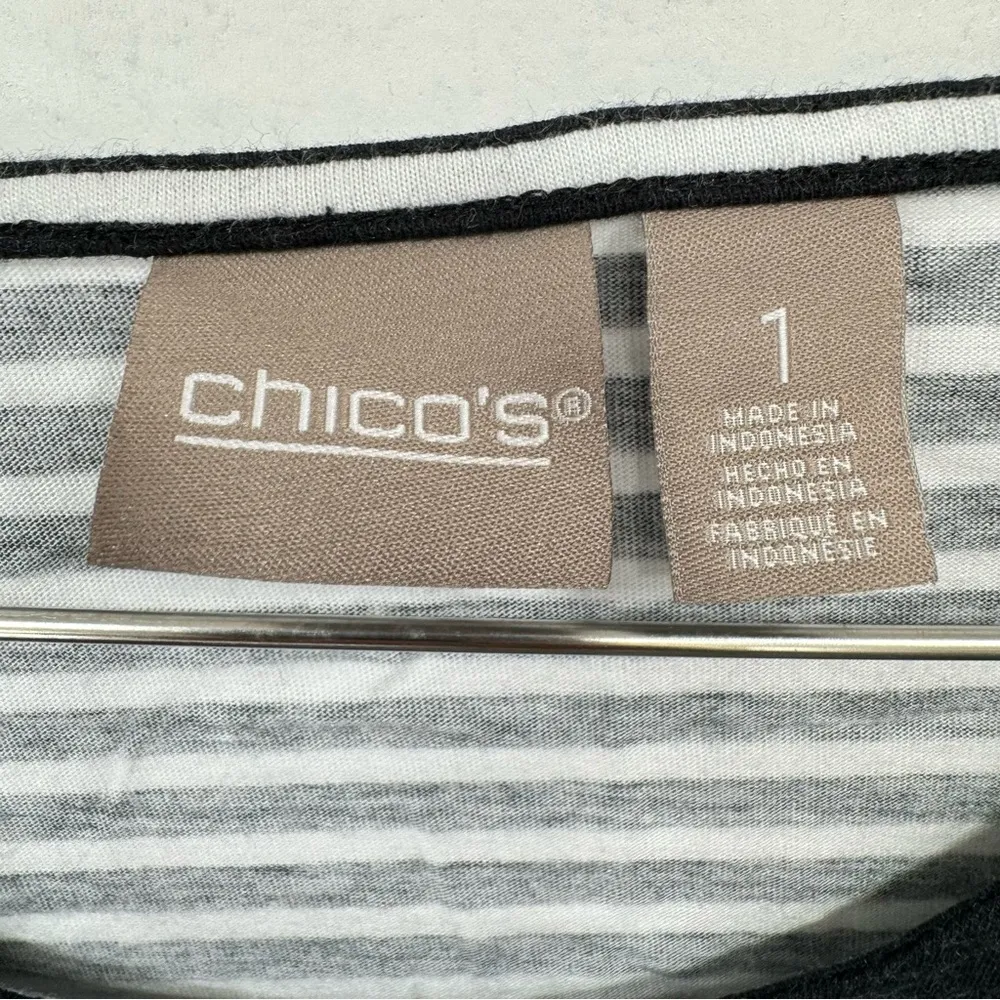 chico's®
1
MADE IN
INDONESIA
HECHO EN
INDONESIA
FABRIQUÉ EN
INDONÉSIE